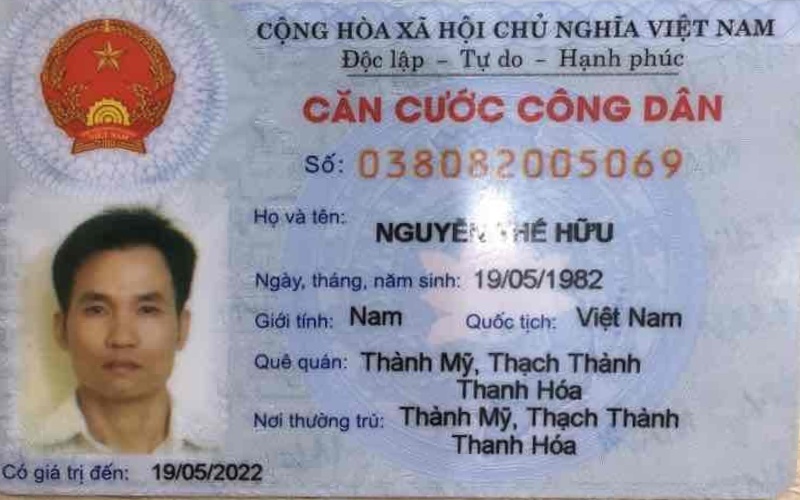 CỘNG HÒA XÃ HỘI CHỦ NGHĨA VIỆT NAM
Độc lập – Tự do – Hạnh phúc
CĂN CƯỚC CÔNG DÂN
Số: 038082005069
Họ và tên: NGUYỄN THẾ HỮU
Ngày, tháng, năm sinh: 19/05/1982
Giới tính: Nam Quốc tịch: Việt Nam
Quê quán: Thành Mỹ, Thạch Thành
Thanh Hóa
Nơi thường trú: Thành Mỹ, Thạch Thành
Thanh Hóa
Có giá trị đến: 19/05/2022
VIỆT NAM